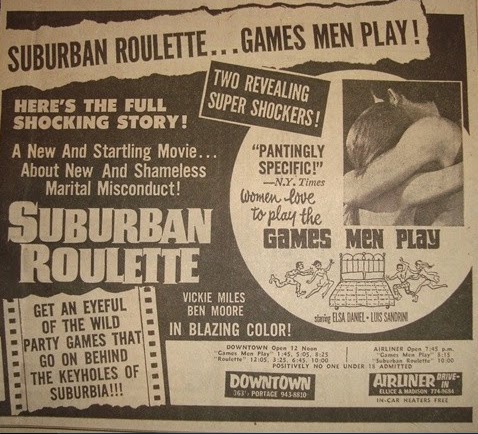 SUBURBAN ROULETTE...GAMES MEN PLAY!
TWO REVEALING
SUPER SHOCKERS!
HERE'S THE FULL
SHOCKING STORY!
A New And Startling Movie...
About New And Shameless
Marital Misconduct!
SUBURBAN
ROULETTE
VICKIE MILES
BEN MOORE
IN BLAZING COLOR!
GET AN EYEFUL
OF THE WILD
PARTY GAMES THAT
GO ON BEHIND
THE KEYHOLES OF
SUBURBIA!!!
"PANTINGLY
SPECIFIC!"
—N.Y. Times
Women love
to play the
GAMES MEN PLAY
starring ELSA DANIEL • LUIS SANDRINI
DOWNTOWN Open 12 Noon
"Games Men Play" 1:45, 5:05, 8:25
"Roulette" 12:05, 3:25, 6:45, 10:00
AIRLINER Open 7:45 p.m.
"Games Men Play" 8:15
"Suburban Roulette" 10:00
POSITIVELY NO ONE UNDER 18 ADMITTED
DOWNTOWN
PORTAGE 943-8810
AIRLINER DRIVE-IN
ELLICE & MADISON 774-9684
IN-CAR HEATERS FREE